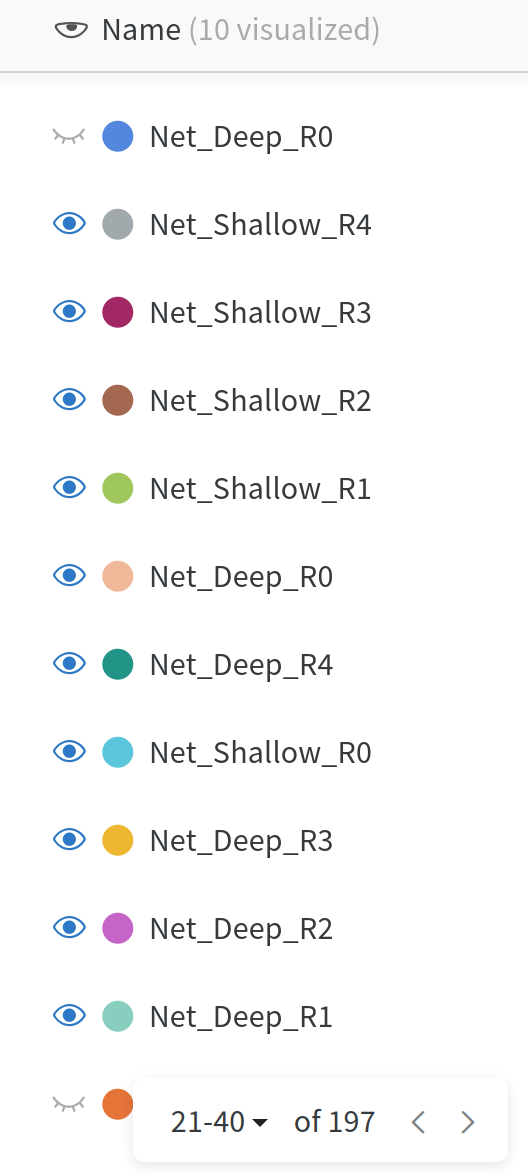 Name (10 visualized)
Net_Deep_R0
Net_Shallow_R4
Net_Shallow_R3
Net_Shallow_R2
Net_Shallow_R1
Net_Deep_R0
Net_Deep_R4
Net_Shallow_R0
Net_Deep_R3
Net_Deep_R2
Net_Deep_R1
21-40 of 197